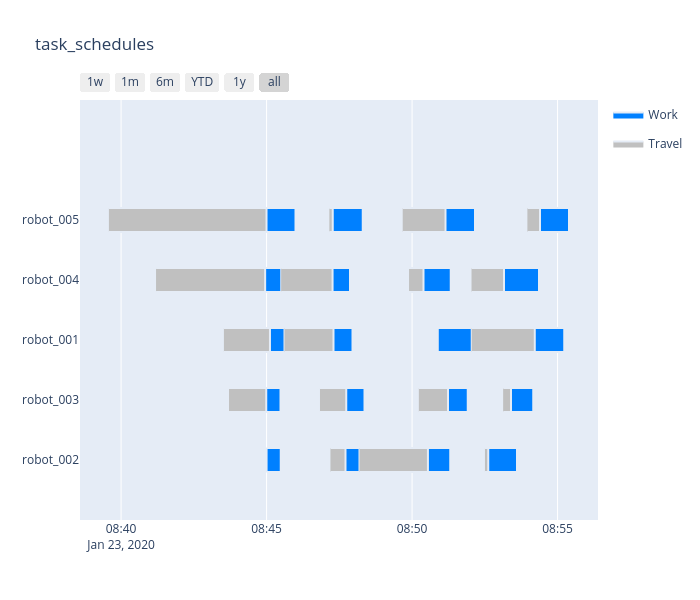 task_schedules
1w 1m 6m YTD 1y all
Work
Travel
robot_005
robot_004
robot_001
robot_003
robot_002
08:40 08:45 08:50 08:55
Jan 23, 2020